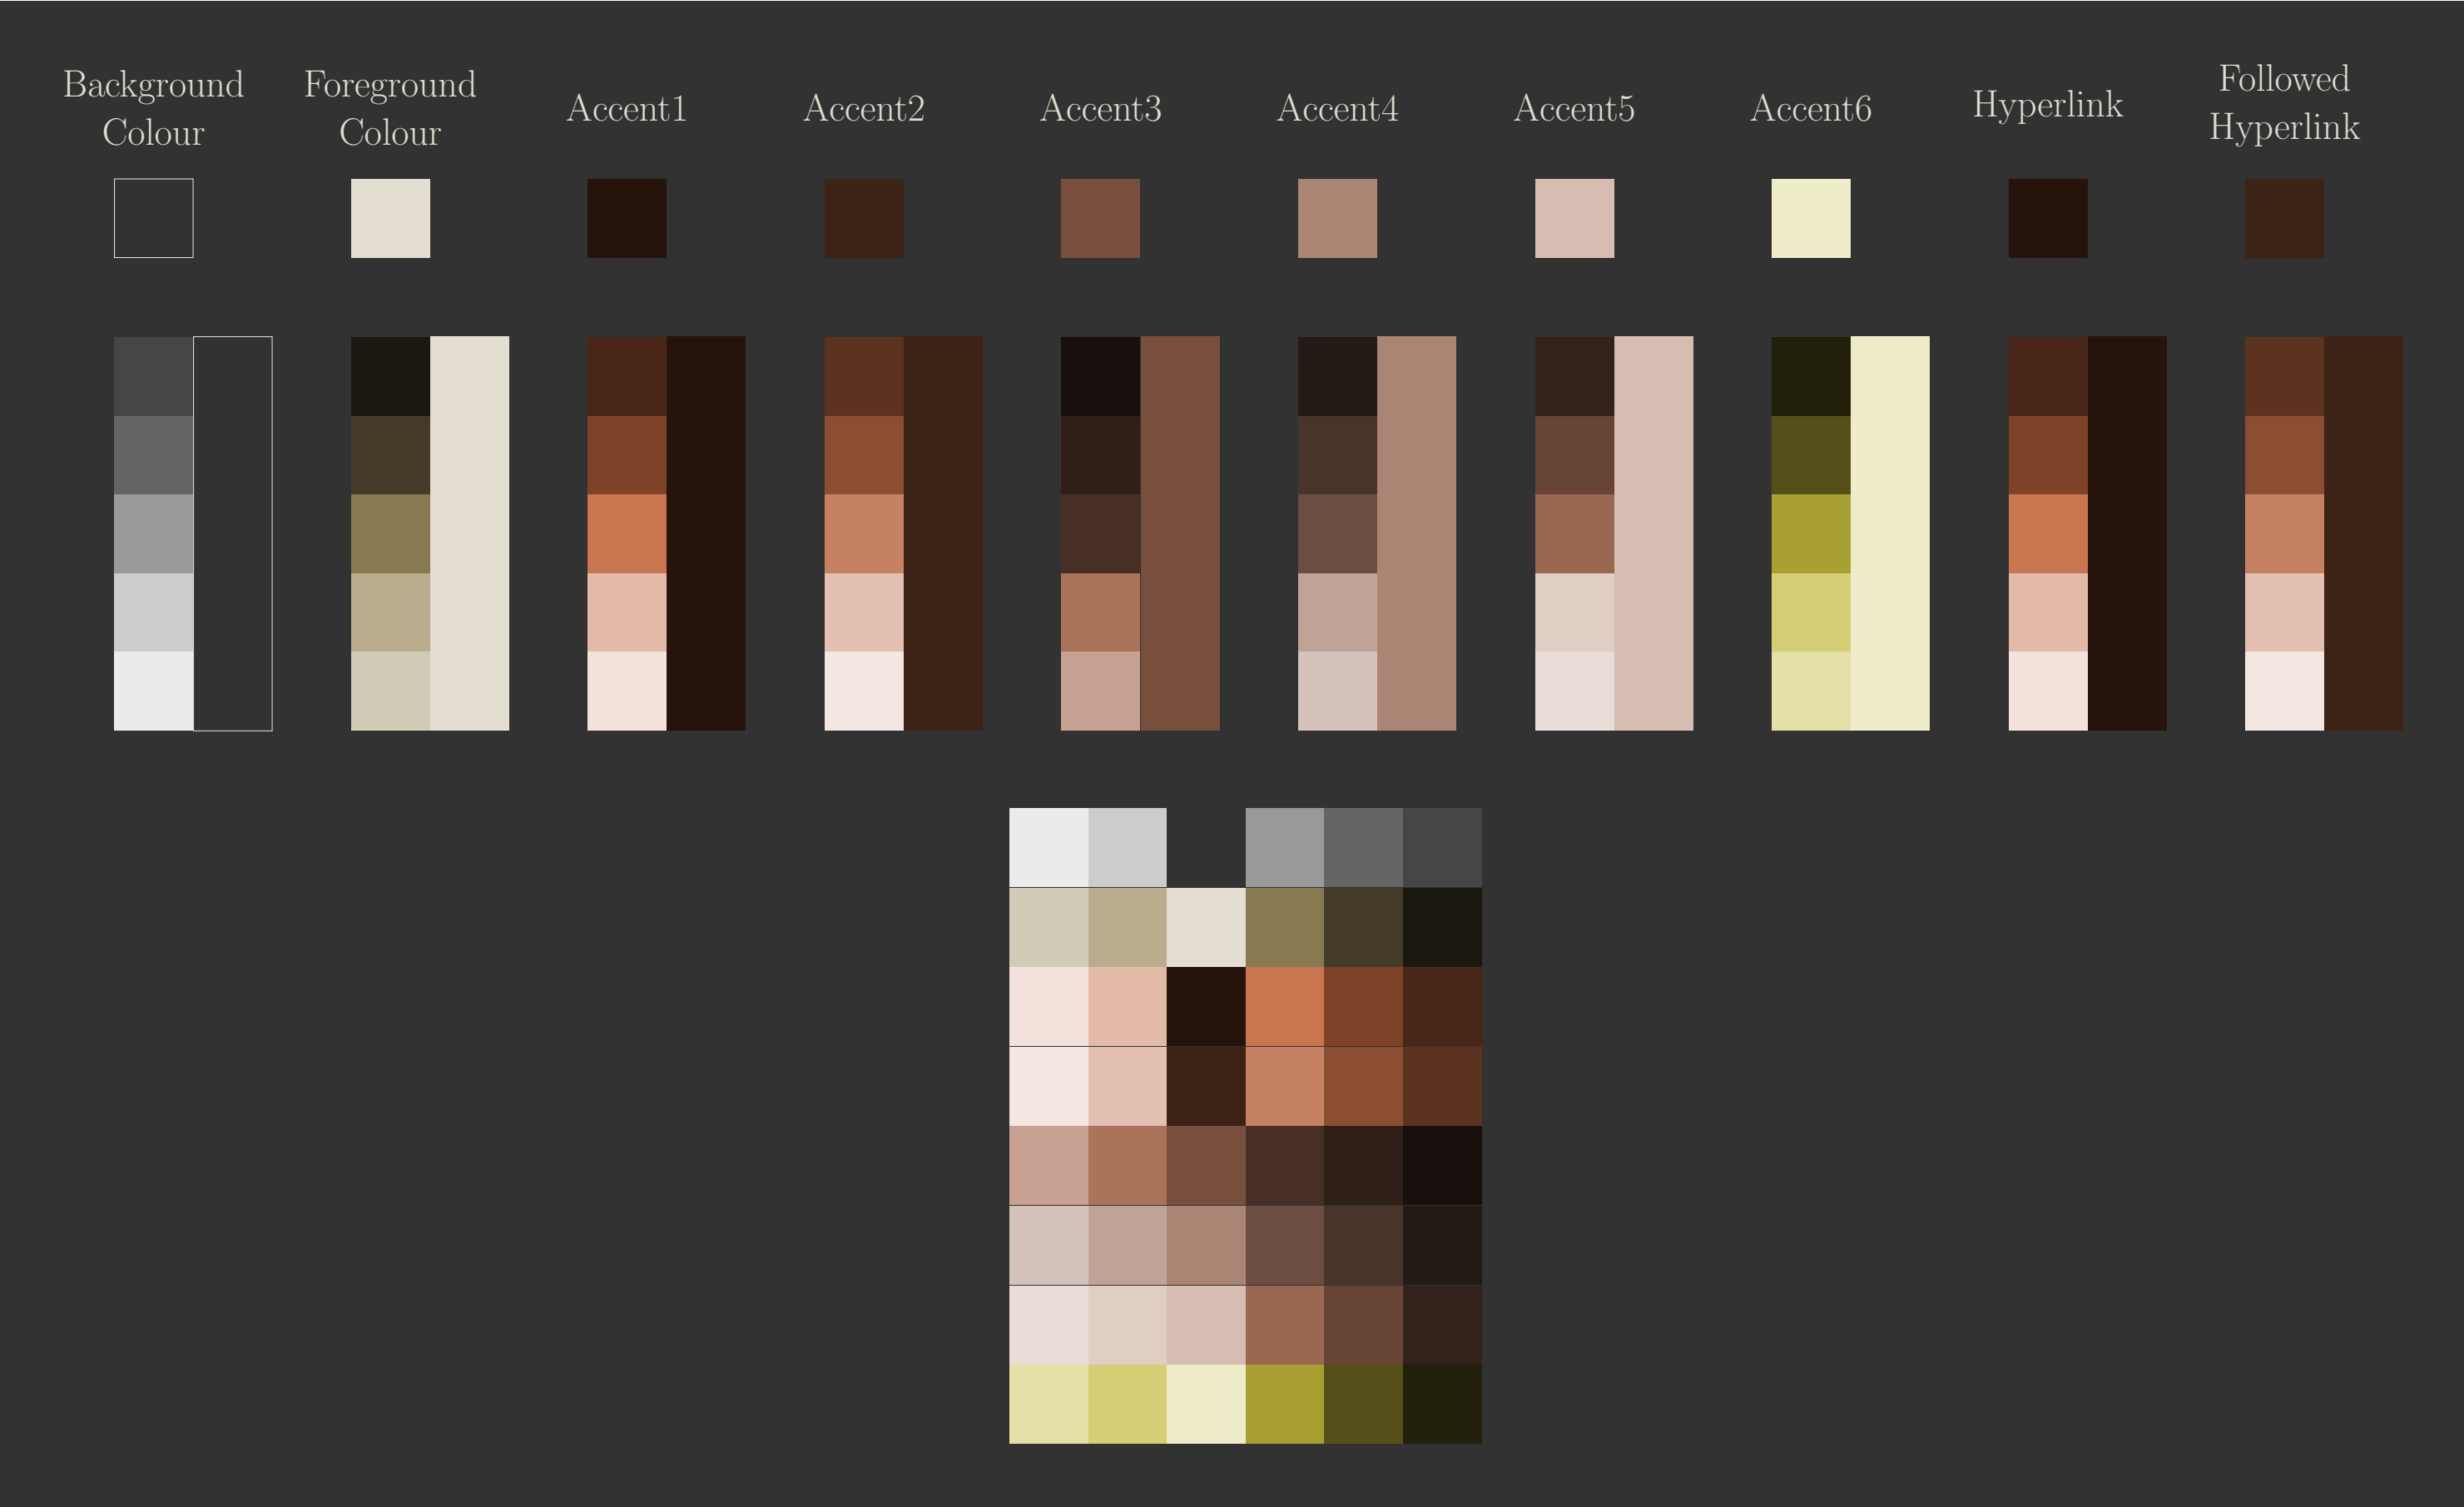 Background
Colour
Foreground
Colour
Accent1
Accent2
Accent3
Accent4
Accent5
Accent6
Hyperlink
Followed
Hyperlink